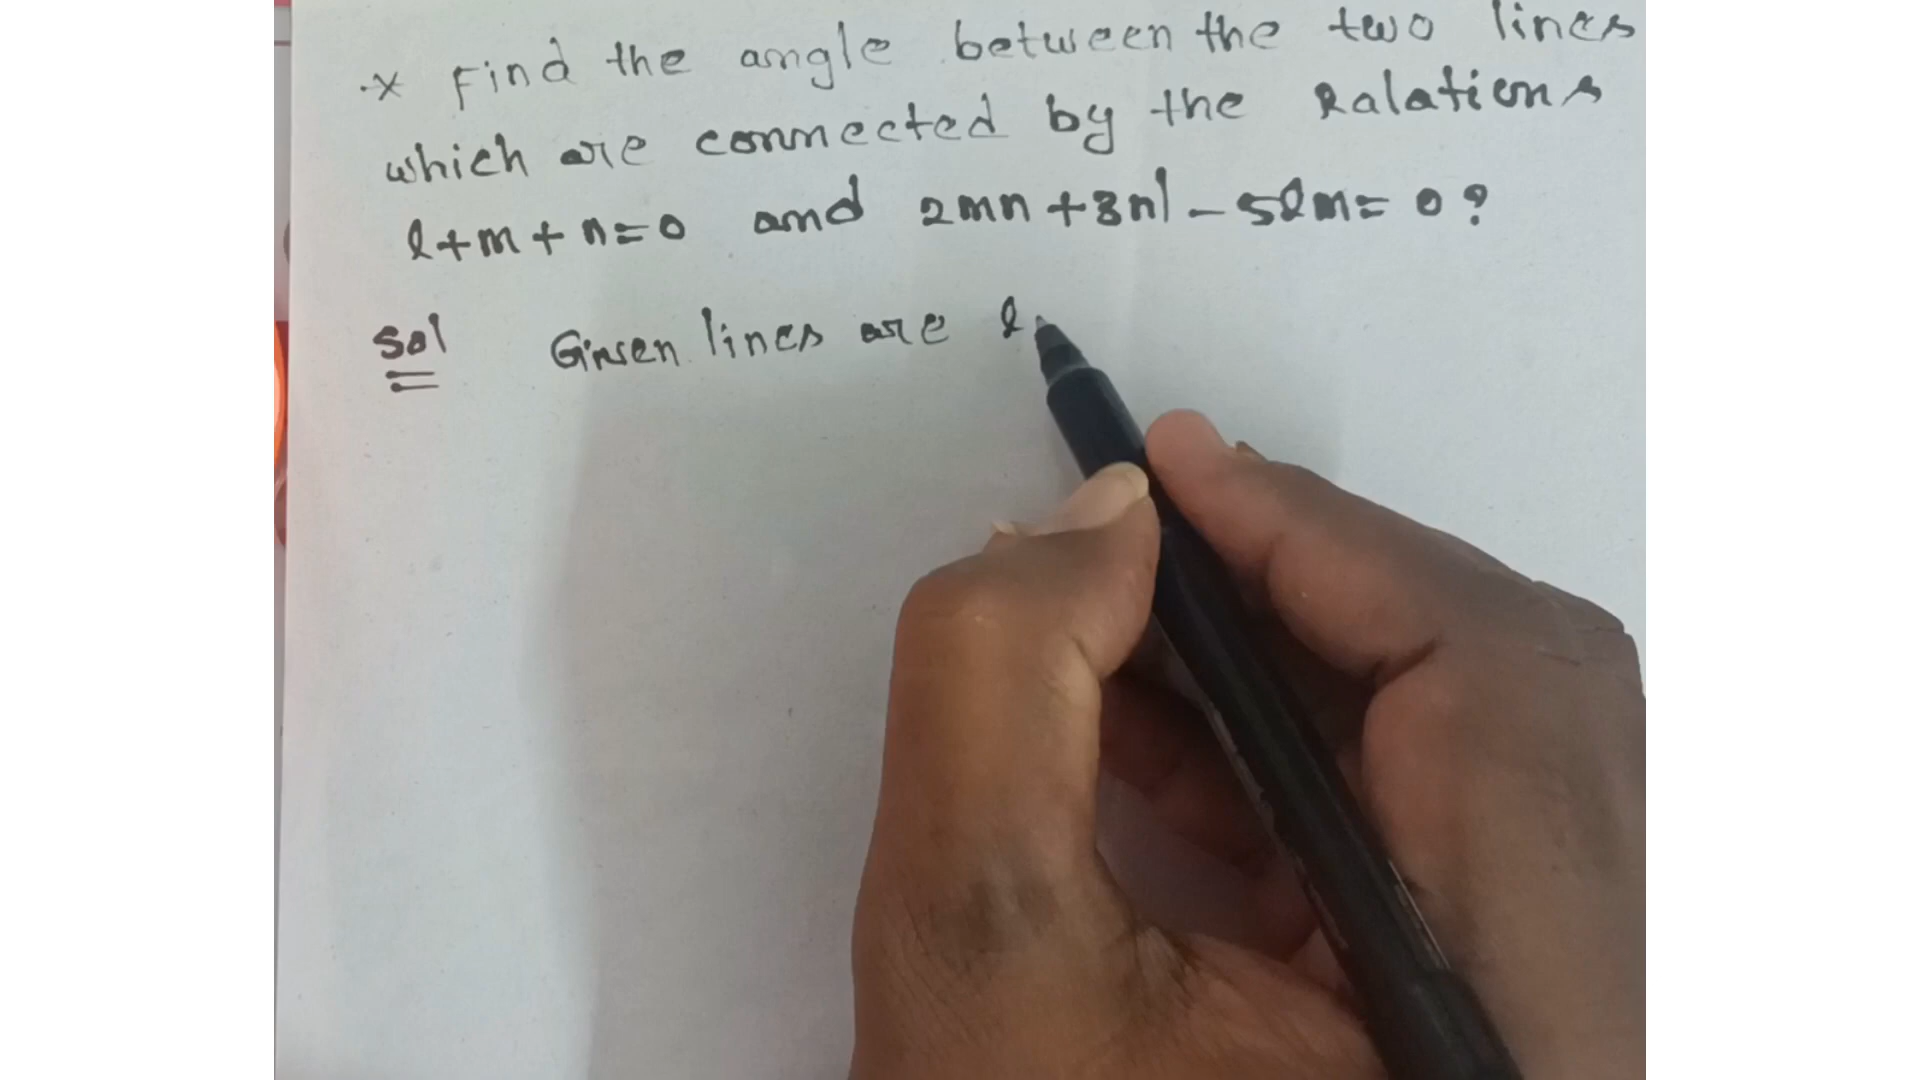 * Find the angle between the two lines
which are connected by the Ralations
l+m+n=0 and 2mn+3nl-5lm=0?
Sol Given lines are l